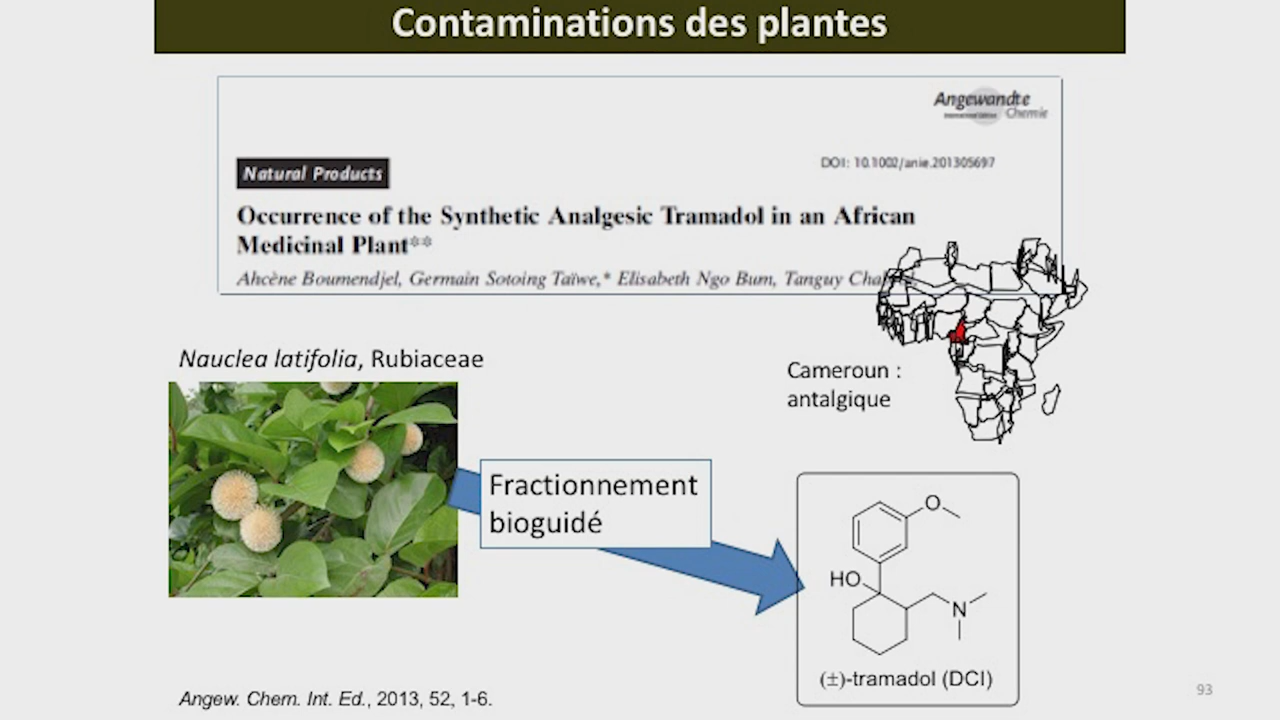 Contaminations des plantes
Angewandte
Chemie
DOI: 10.1002/anie.201305697
Natural Products
Occurrence of the Synthetic Analgesic Tramadol in an African
Medicinal Plant**
Ahcène Boumendjel, Germain Sotoing Taïwe,* Elisabeth Ngo Bum, Tanguy
Nauclea latifolia, Rubiaceae
Cameroun :
antalgique
Fractionnement
bioguidé
O
HO
N
(±)-tramadol (DCI)
Angew. Chem. Int. Ed., 2013, 52, 1-6.
93